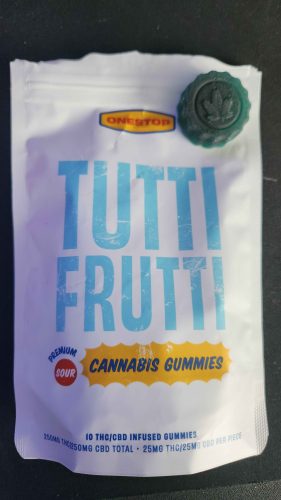 ONESTOP
TUTTI
FRUTTI
PREMIUM
SOUR
CANNABIS GUMMIES
10 THC/CBD INFUSED GUMMIES
250MG THC/250MG CBD TOTAL • 25MG THC/25MG CBD PER PIECE